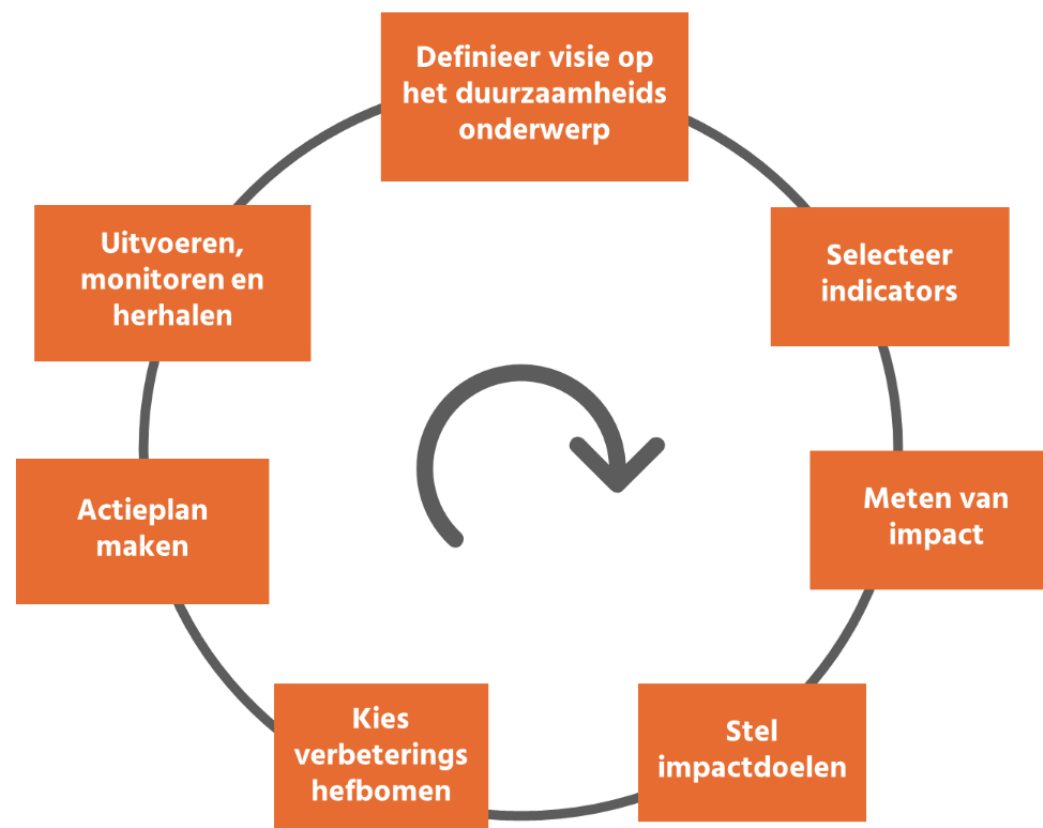 Definieer visie op
het duurzaamheids
onderwerp
Selecteer
indicators
Meten van
impact
Stel
impactdoelen
Kies
verbeterings
hefbomen
Actieplan
maken
Uitvoeren,
monitoren en
herhalen